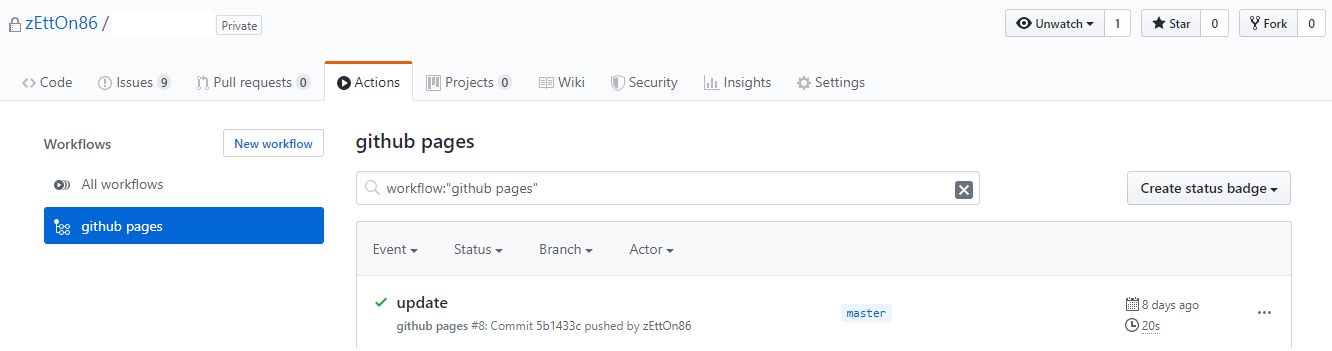 zEttOn86 / Private Unwatch 1 Star 0 Fork 0
Code Issues 9 Pull requests 0 Actions Projects 0 Wiki Security Insights Settings
Workflows New workflow github pages
All workflows workflow:"github pages" Create status badge
github pages
Event Status Branch Actor
update master 8 days ago
github pages #8: Commit 5b1433c pushed by zEttOn86 20s